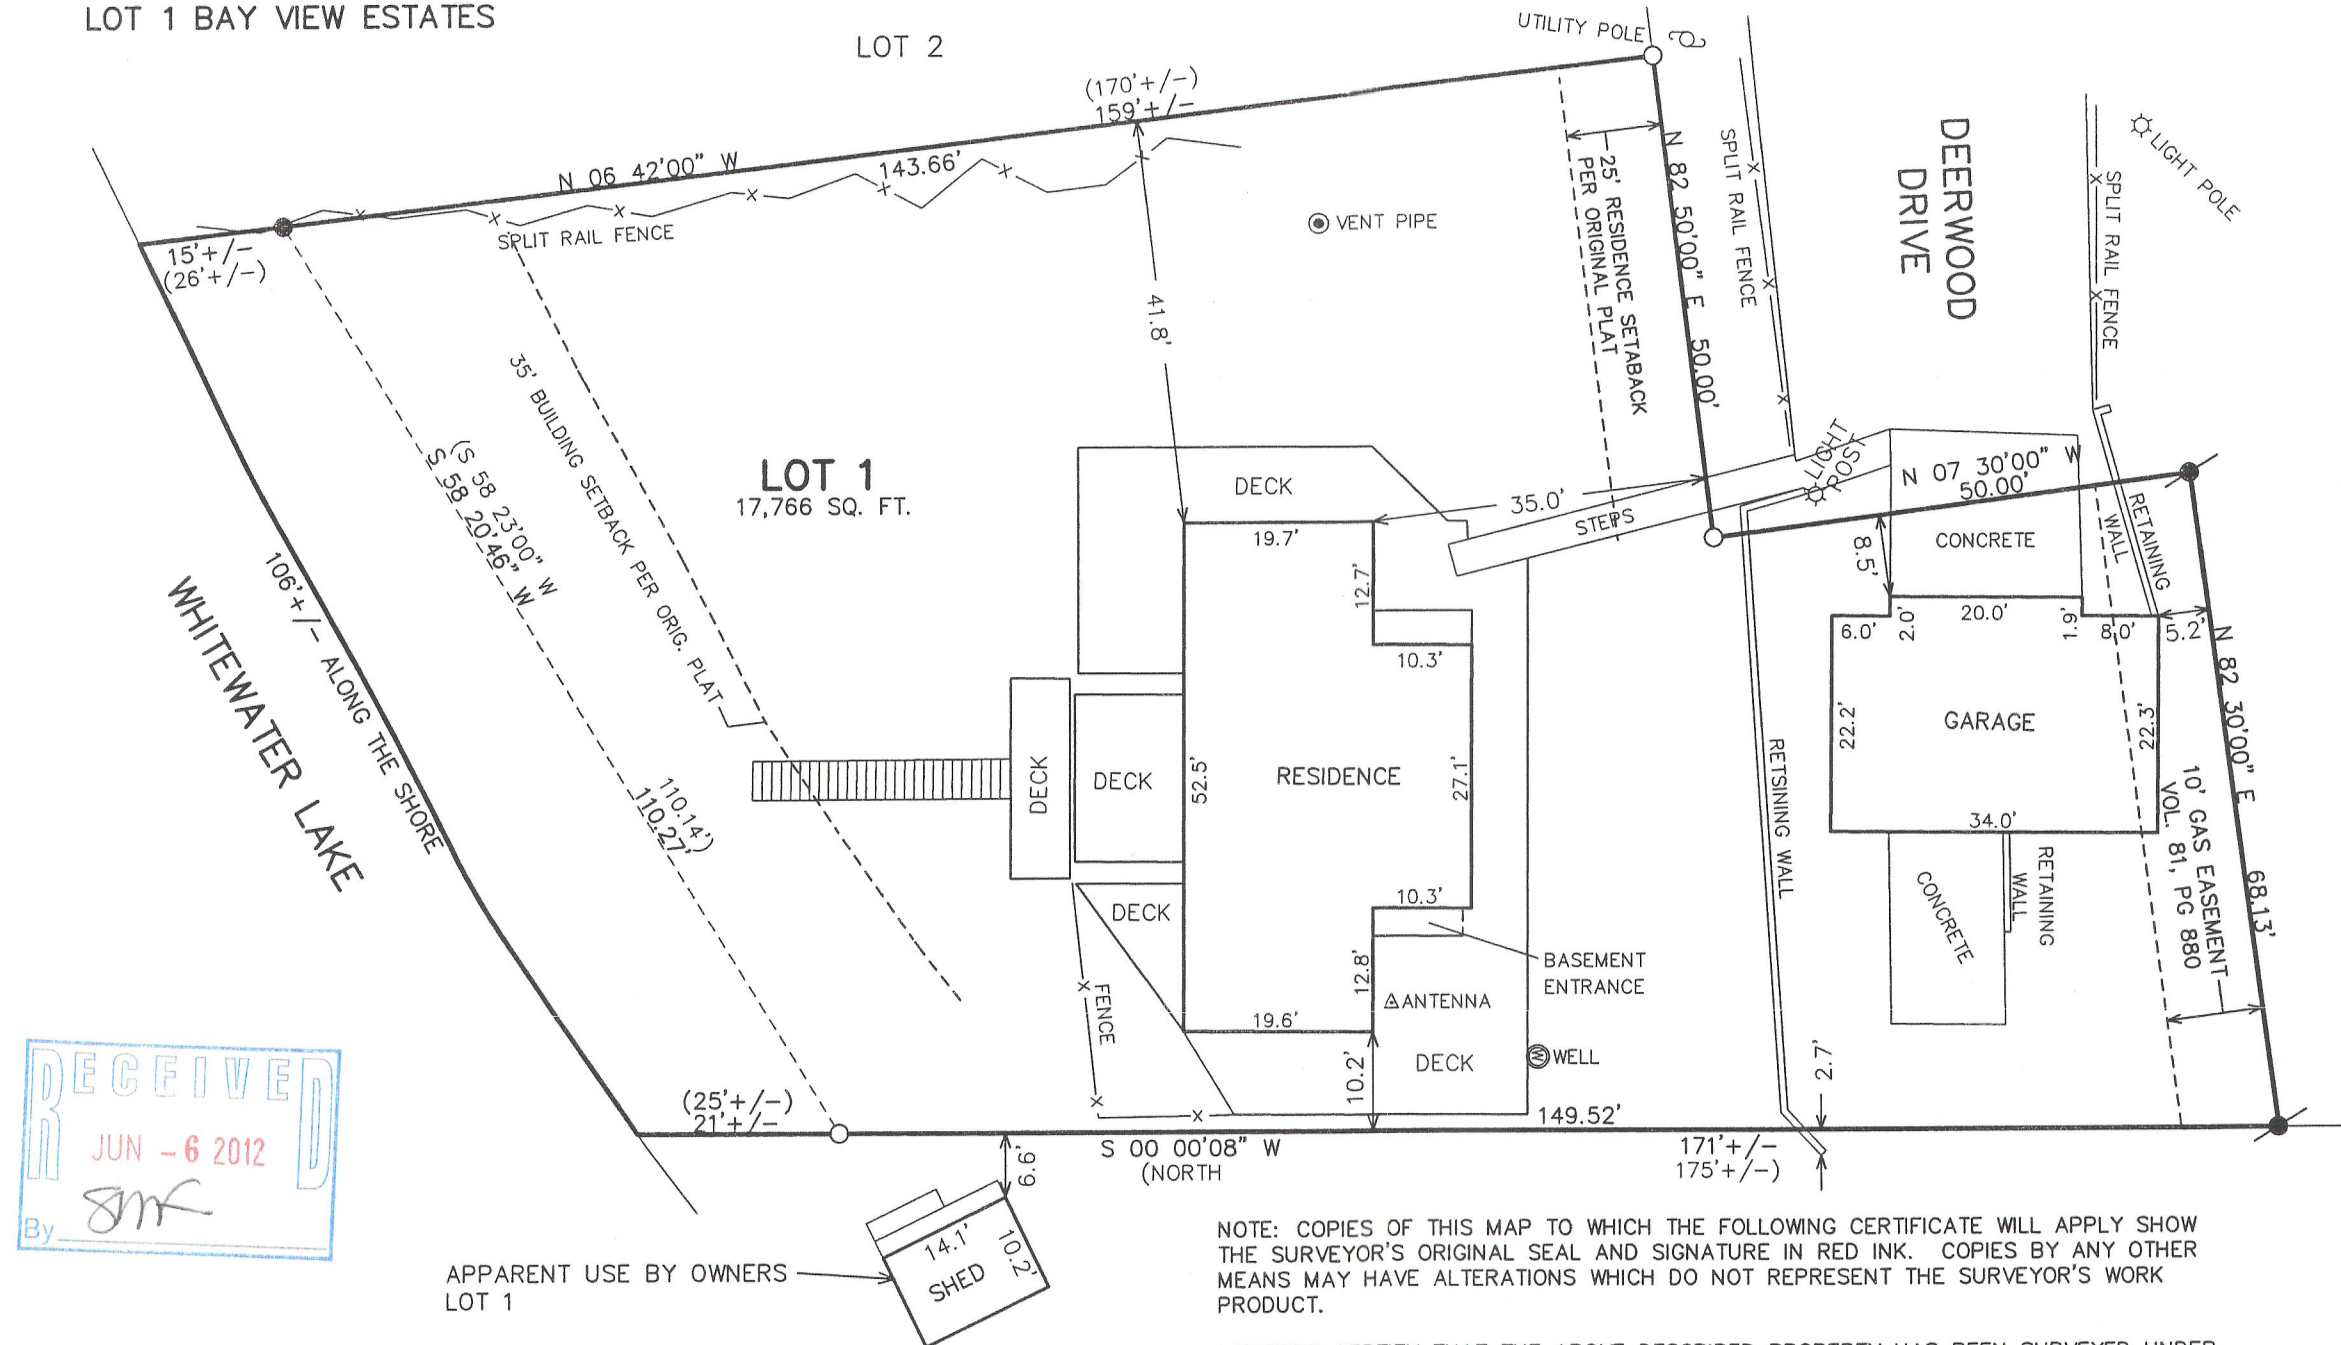 LOT 1 BAY VIEW ESTATES
LOT 2
UTILITY POLE
(170'+/-)
159'+/-
N 06 42'00" W
143.66'
SPLIT RAIL FENCE
15'+/-
(26'+/-)
VENT PIPE
41.8'
25' RESIDENCE SETABACK
PER ORIGINAL PLAT
N 82 50'00" E 50.00'
SPLIT RAIL FENCE
DEERWOOD
DRIVE
SPLIT RAIL FENCE
LIGHT POLE
35' BUILDING SETBACK PER ORIG. PLAT
(S 58 23'00" W
S 58 20'46" W
110.14')
110.27'
106'+/- ALONG THE SHORE
WHITEWATER LAKE
LOT 1
17,766 SQ. FT.
DECK
35.0'
STEPS
LIGHT
POST
N 07 30'00" W
50.00'
CONCRETE
8.5'
RETAINING
WALL
19.7'
12.7'
10.3'
6.0'
2.0'
20.0'
1.9'
8.0'
5.2'
N 82 30'00" E 68.13'
22.2'
GARAGE
22.3'
34.0'
10' GAS EASEMENT
VOL. 81, PG 880
DECK
DECK
52.5'
RESIDENCE
27.1'
RETSINING WALL
CONCRETE
RETAINING
WALL
DECK
10.3'
BASEMENT
ENTRANCE
12.8'
ANTENNA
FENCE
19.6'
10.2'
DECK
W WELL
2.7'
149.52'
(25'+/-)
21'+/-
S 00 00'08" W
(NORTH
171'+/-
175'+/-)
6.6'
14.1'
10.2'
SHED
APPARENT USE BY OWNERS
LOT 1
RECEIVED
JUN -6 2012
By
NOTE: COPIES OF THIS MAP TO WHICH THE FOLLOWING CERTIFICATE WILL APPLY SHOW
THE SURVEYOR'S ORIGINAL SEAL AND SIGNATURE IN RED INK. COPIES BY ANY OTHER
MEANS MAY HAVE ALTERATIONS WHICH DO NOT REPRESENT THE SURVEYOR'S WORK
PRODUCT.